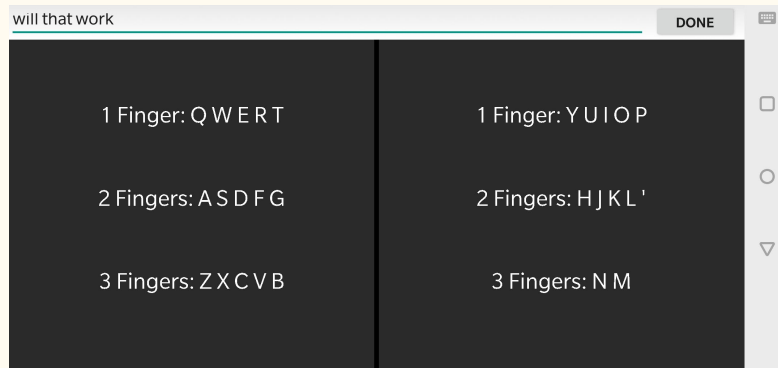 will that work
DONE
1 Finger: Q W E R T
2 Fingers: A S D F G
3 Fingers: Z X C V B
1 Finger: Y U I O P
2 Fingers: H J K L '
3 Fingers: N M